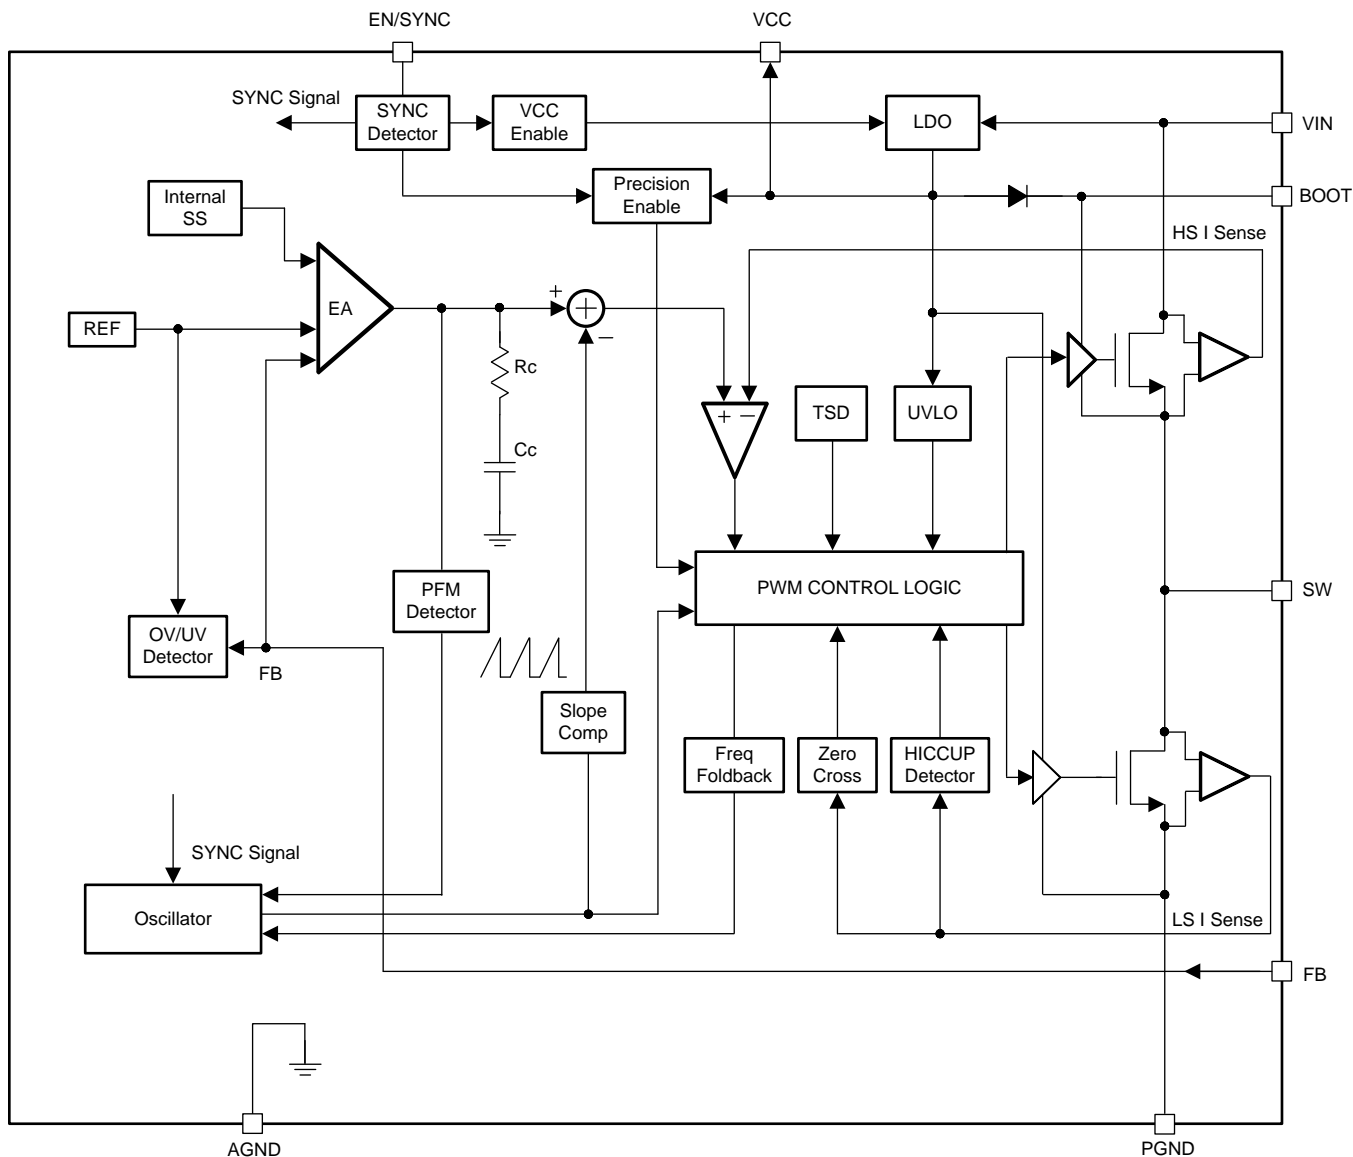 EN/SYNC
VCC
SYNC Signal
SYNC
Detector
VCC
Enable
LDO
VIN
Internal
SS
Precision
Enable
BOOT
HS I Sense
+
EA
+
−
REF
Rc
+ −
TSD
UVLO
Cc
PFM
Detector
PWM CONTROL LOGIC
SW
OV/UV
Detector
FB
Slope
Comp
Freq
Foldback
Zero
Cross
HICCUP
Detector
SYNC Signal
Oscillator
LS I Sense
FB
AGND
PGND